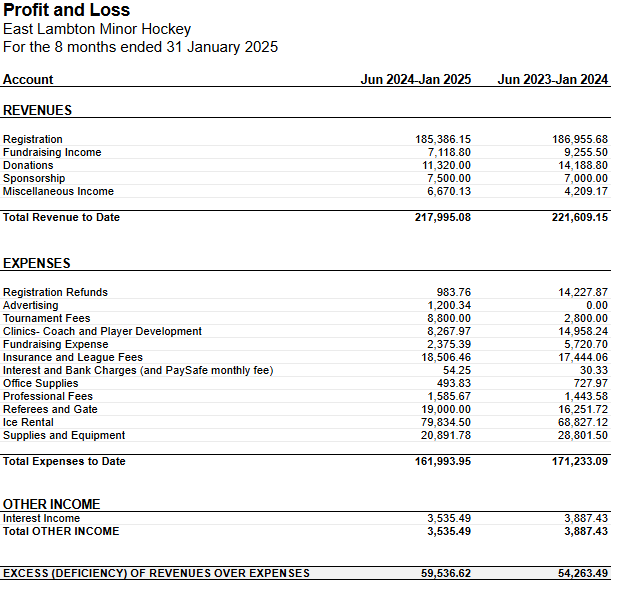 Profit and Loss
East Lambton Minor Hockey
For the 8 months ended 31 January 2025
Account Jun 2024-Jan 2025 Jun 2023-Jan 2024
REVENUES
Registration 185,386.15 186,955.68
Fundraising Income 7,118.80 9,255.50
Donations 11,320.00 14,188.80
Sponsorship 7,500.00 7,000.00
Miscellaneous Income 6,670.13 4,209.17
Total Revenue to Date 217,995.08 221,609.15
EXPENSES
Registration Refunds 983.76 14,227.87
Advertising 1,200.34 0.00
Tournament Fees 8,800.00 2,800.00
Clinics- Coach and Player Development 8,267.97 14,958.24
Fundraising Expense 2,375.39 5,720.70
Insurance and League Fees 18,506.46 17,444.06
Interest and Bank Charges (and PaySafe monthly fee) 54.25 30.33
Office Supplies 493.83 727.97
Professional Fees 1,585.67 1,443.58
Referees and Gate 19,000.00 16,251.72
Ice Rental 79,834.50 68,827.12
Supplies and Equipment 20,891.78 28,801.50
Total Expenses to Date 161,993.95 171,233.09
OTHER INCOME
Interest Income 3,535.49 3,887.43
Total OTHER INCOME 3,535.49 3,887.43
EXCESS (DEFICIENCY) OF REVENUES OVER EXPENSES 59,536.62 54,263.49